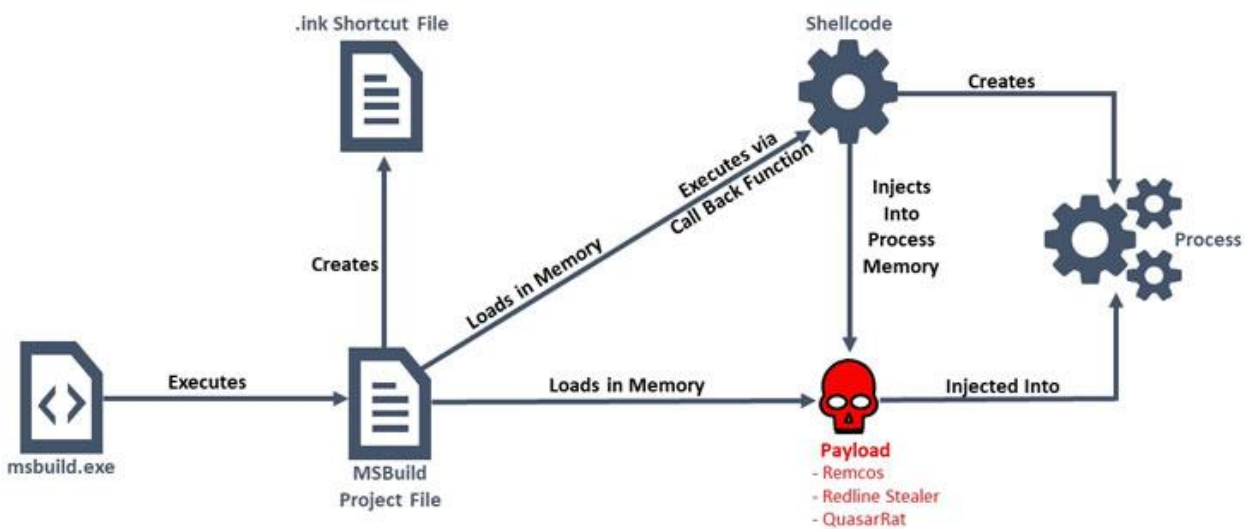 .ink Shortcut File
Shellcode
Creates
Executes via
Call Back Function
Loads in Memory
Injects
Into
Process
Memory
Process
Creates
Executes
Loads in Memory
Injected Into
msbuild.exe
MSBuild
Project File
Payload
- Remcos
- Redline Stealer
- QuasarRat